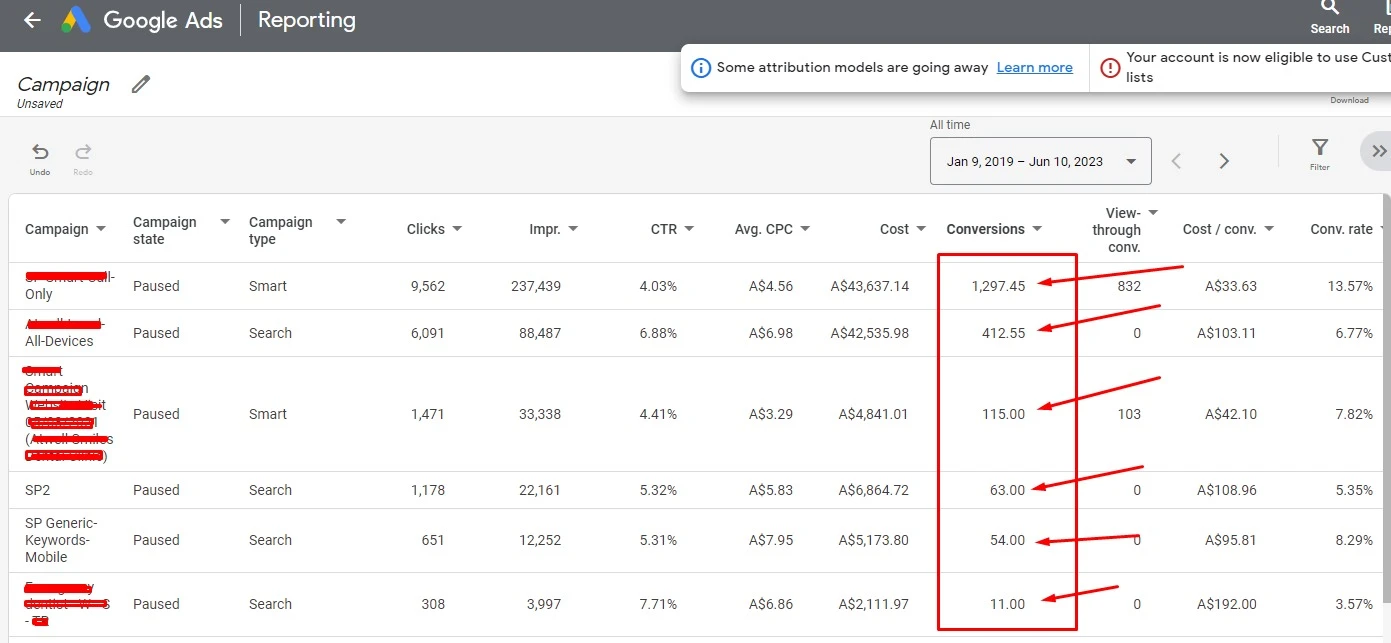 Google Ads Reporting
Search
Rep
Some attribution models are going away Learn more
Your account is now eligible to use Cust
lists
Campaign
Unsaved
Download
All time
Undo
Redo
Jan 9, 2019 – Jun 10, 2023
Filter
Campaign
Campaign state
Campaign type
Clicks
Impr.
CTR
Avg. CPC
Cost
Conversions
View-through conv.
Cost / conv.
Conv. rate
Only Paused Smart 9,562 237,439 4.03% A$4.56 A$43,637.14 1,297.45 832 A$33.63 13.57%
All-Devices Paused Search 6,091 88,487 6.88% A$6.98 A$42,535.98 412.55 0 A$103.11 6.77%
Paused Smart 1,471 33,338 4.41% A$3.29 A$4,841.01 115.00 103 A$42.10 7.82%
SP2 Paused Search 1,178 22,161 5.32% A$5.83 A$6,864.72 63.00 0 A$108.96 5.35%
SP Generic-
Keywords-
Mobile
Paused Search 651 12,252 5.31% A$7.95 A$5,173.80 54.00 0 A$95.81 8.29%
Paused Search 308 3,997 7.71% A$6.86 A$2,111.97 11.00 0 A$192.00 3.57%